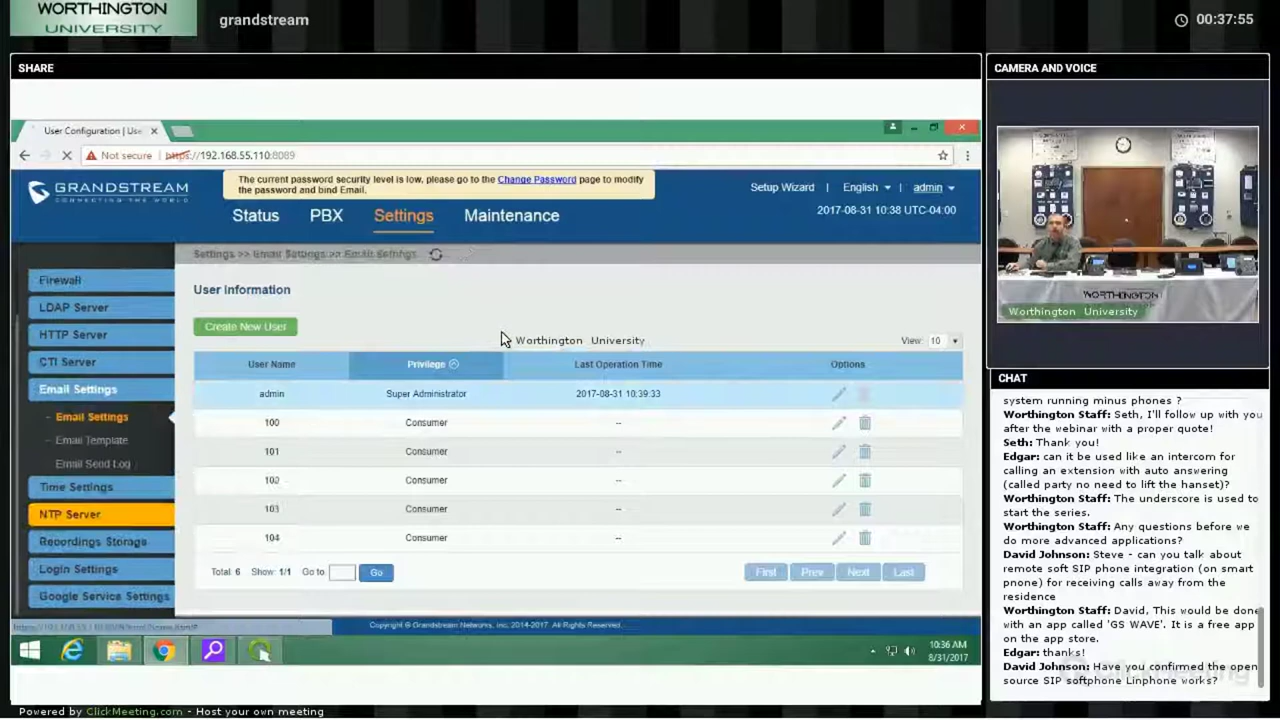 WORTHINGTON
UNIVERSITY
grandstream
00:37:55
SHARE
User Configuration | Use
Not secure | https://192.168.55.110:8089
GRANDSTREAM
CONNECTING THE WORLD
The current password security level is low, please go to the Change Password page to modify
the password and bind Email.
Setup Wizard | English | admin
Status PBX Settings Maintenance
2017-08-31 10:38 UTC-04:00
Settings >> Email Settings >> Email Settings
Firewall
LDAP Server
HTTP Server
CTI Server
Email Settings
– Email Settings
– Email Template
– Email Send Log
Time Settings
NTP Server
Recordings Storage
Login Settings
Google Service Settings
User Information
Create New User
Worthington University
View: 10
User Name Privilege Last Operation Time Options
admin Super Administrator 2017-08-31 10:39:33
100 Consumer --
101 Consumer --
102 Consumer --
103 Consumer --
104 Consumer --
Total: 6 Show: 1/1 Go to Go First Prev Next Last
Copyright © Grandstream Networks, Inc. 2014-2017. All Rights Reserved.
10:36 AM
8/31/2017
CAMERA AND VOICE
WORTHINGTON
Worthington University
CHAT
system running minus phones ?
Worthington Staff: Seth, I'll follow up with you
after the webinar with a proper quote!
Seth: Thank you!
Edgar: can it be used like an intercom for
calling an extension with auto answering
(called party no need to lift the hanset)?
Worthington Staff: The underscore is used to
start the series.
Worthington Staff: Any questions before we
do more advanced applications?
David Johnson: Steve - can you talk about
remote soft SIP phone integration (on smart
pnone) for receiving calls away from the
residence
Worthington Staff: David, This would be done
with an app called 'GS WAVE'. It is a free app
on the app store.
Edgar: thanks!
David Johnson: Have you confirmed the open
source SIP softphone Linphone works?
ClickMeeting
Powered by ClickMeeting.com - Host your own meeting